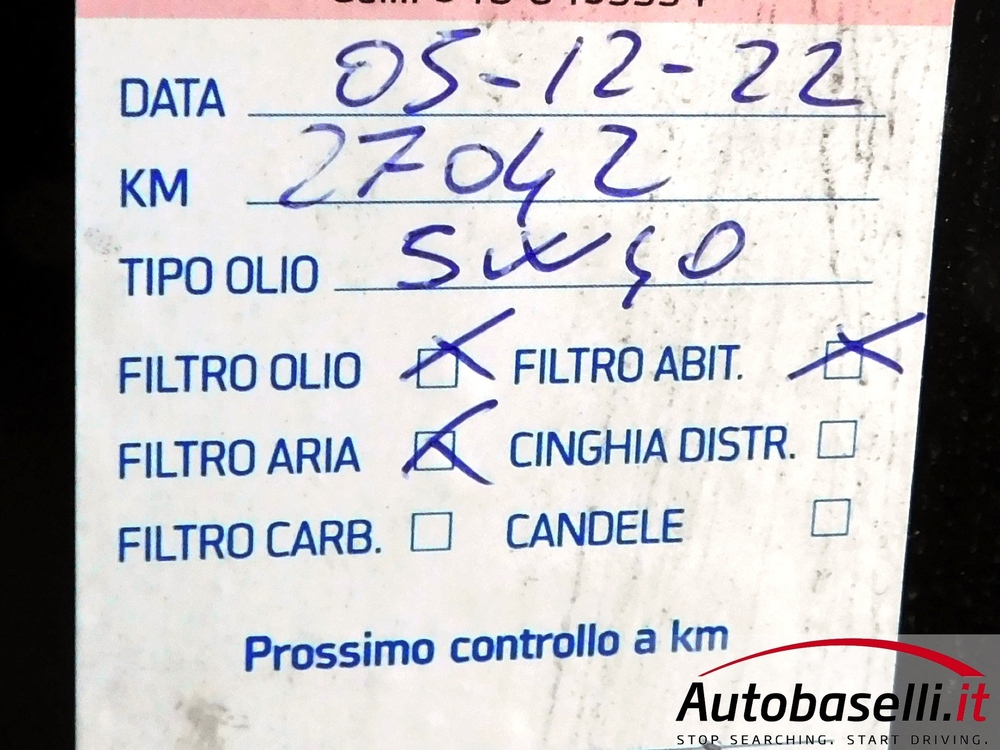 DATA 05-12-22
KM 27042
TIPO OLIO 5W40
FILTRO OLIO FILTRO ABIT.
FILTRO ARIA CINGHIA DISTR.
FILTRO CARB. CANDELE
Prossimo controllo a km
Autobaselli.it
STOP SEARCHING. START DRIVING.